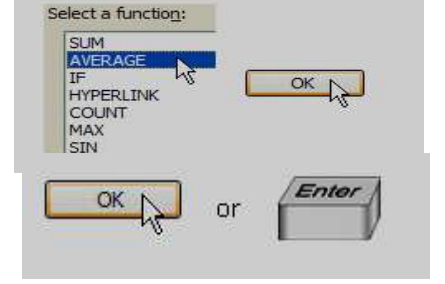 Select a function:
SUM
AVERAGE
IF
OK
HYPERLINK
COUNT
MAX
SIN
OK or Enter